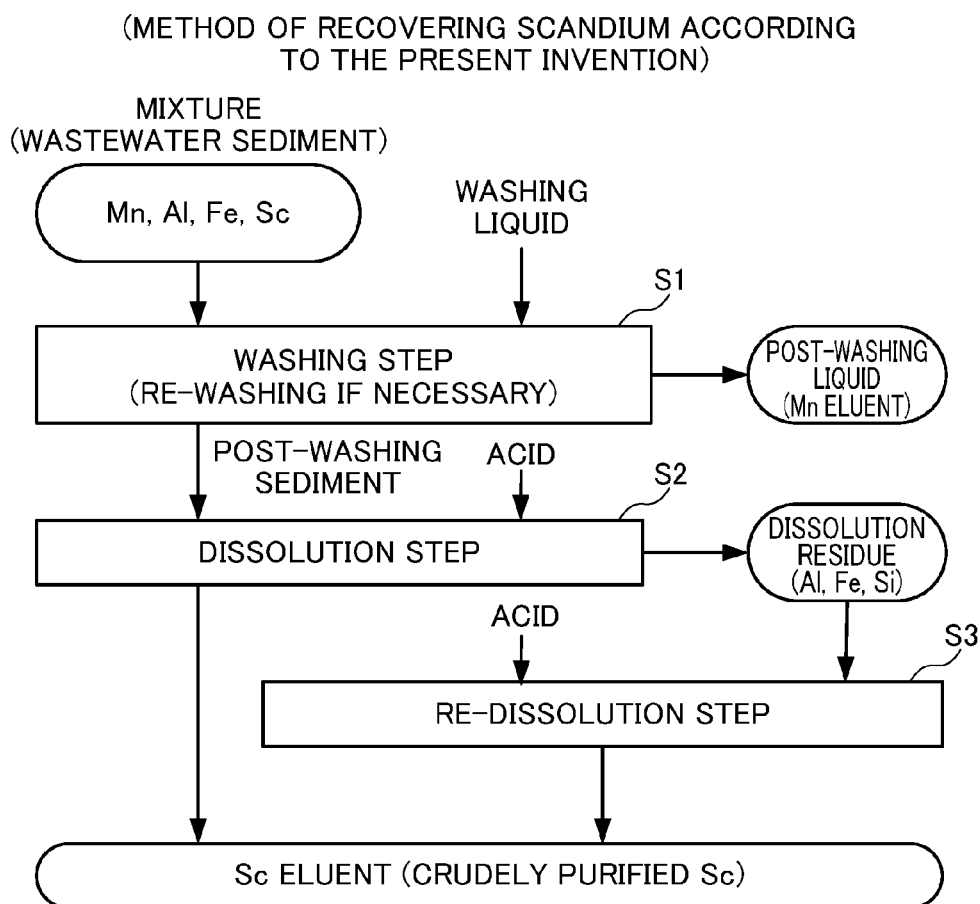 (METHOD OF RECOVERING SCANDIUM ACCORDING
TO THE PRESENT INVENTION)
MIXTURE
(WASTEWATER SEDIMENT)
Mn, Al, Fe, Sc
WASHING
LIQUID
S1
WASHING STEP
(RE-WASHING IF NECESSARY)
POST-WASHING
LIQUID
(Mn ELUENT)
POST-WASHING
SEDIMENT
ACID
S2
DISSOLUTION STEP
DISSOLUTION
RESIDUE
(Al, Fe, Si)
ACID
S3
RE-DISSOLUTION STEP
Sc ELUENT (CRUDELY PURIFIED Sc)